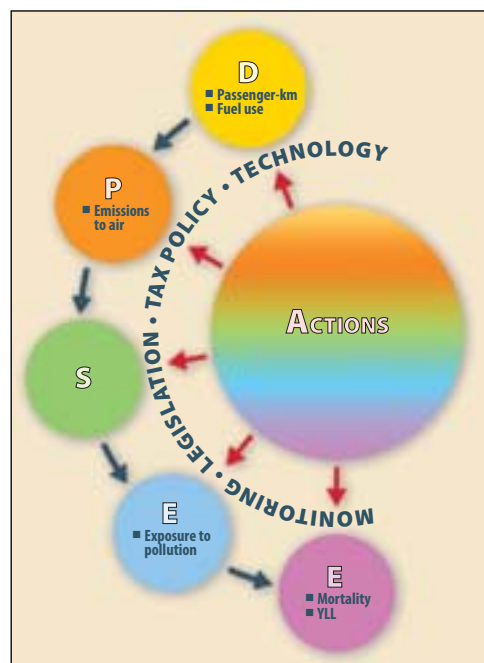 D
■ Passenger-km
■ Fuel use
P
■ Emissions
to air
S
E
■ Exposure to
pollution
E
■ Mortality
■ YLL
ACTIONS
MONITORING • LEGISLATION • TAX POLICY • TECHNOLOGY